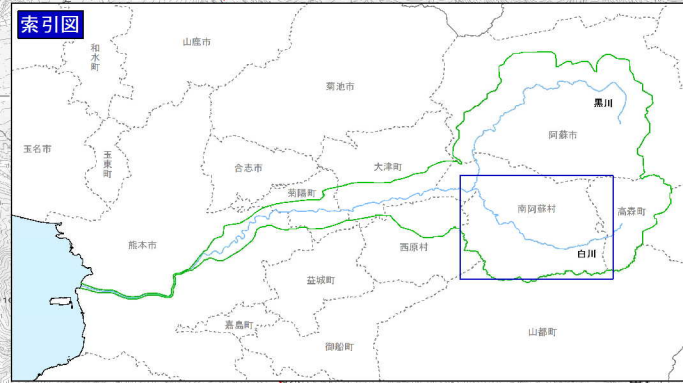 索引図
山鹿市
和水町
菊池市
黒川
阿蘇市
玉名市
玉東町
合志市
大津町
菊陽町
南阿蘇村
高森町
熊本市
西原村
白川
益城町
嘉島町
山都町
御船町